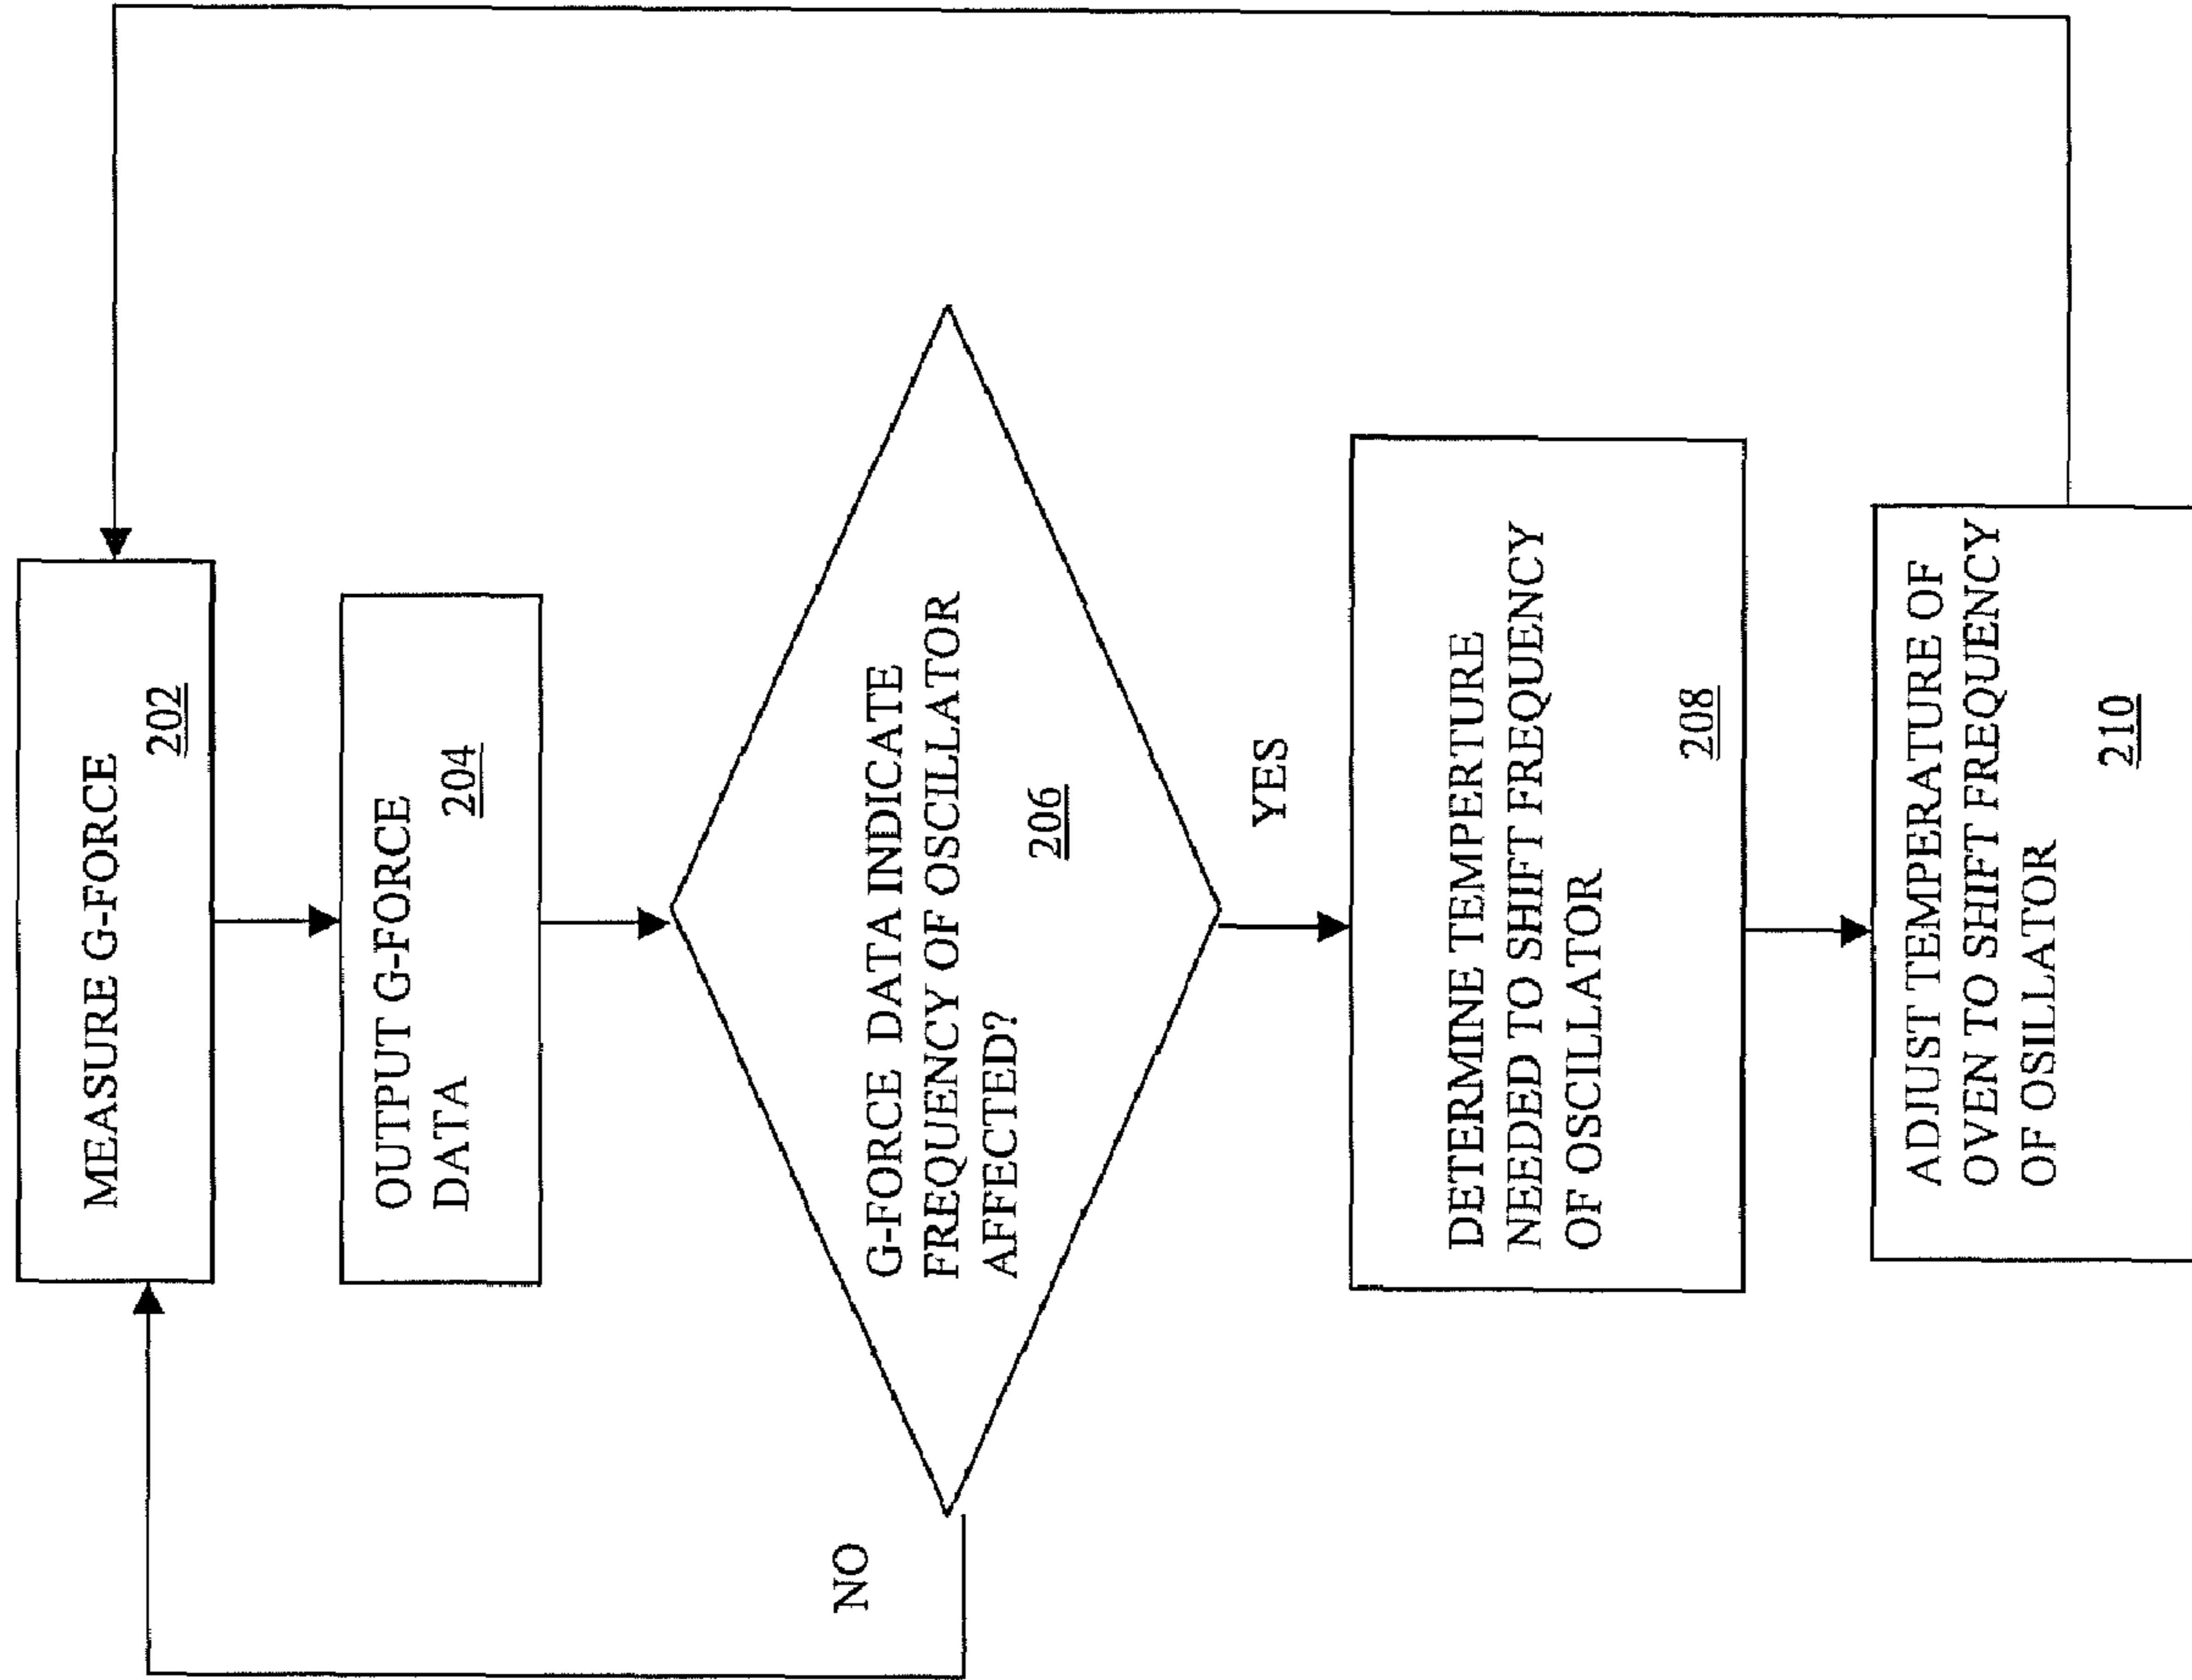 MEASURE G-FORCE
202
OUTPUT G-FORCE
DATA
204
G-FORCE DATA INDICATE
FREQUENCY OF OSCILLATOR
AFFECTED?
206
NO
YES
DETERMINE TEMPERTURE
NEEDED TO SHIFT FREQUENCY
OF OSCILLATOR
208
ADJUST TEMPERATURE OF
OVEN TO SHIFT FREQUENCY
OF OSILLATOR
210